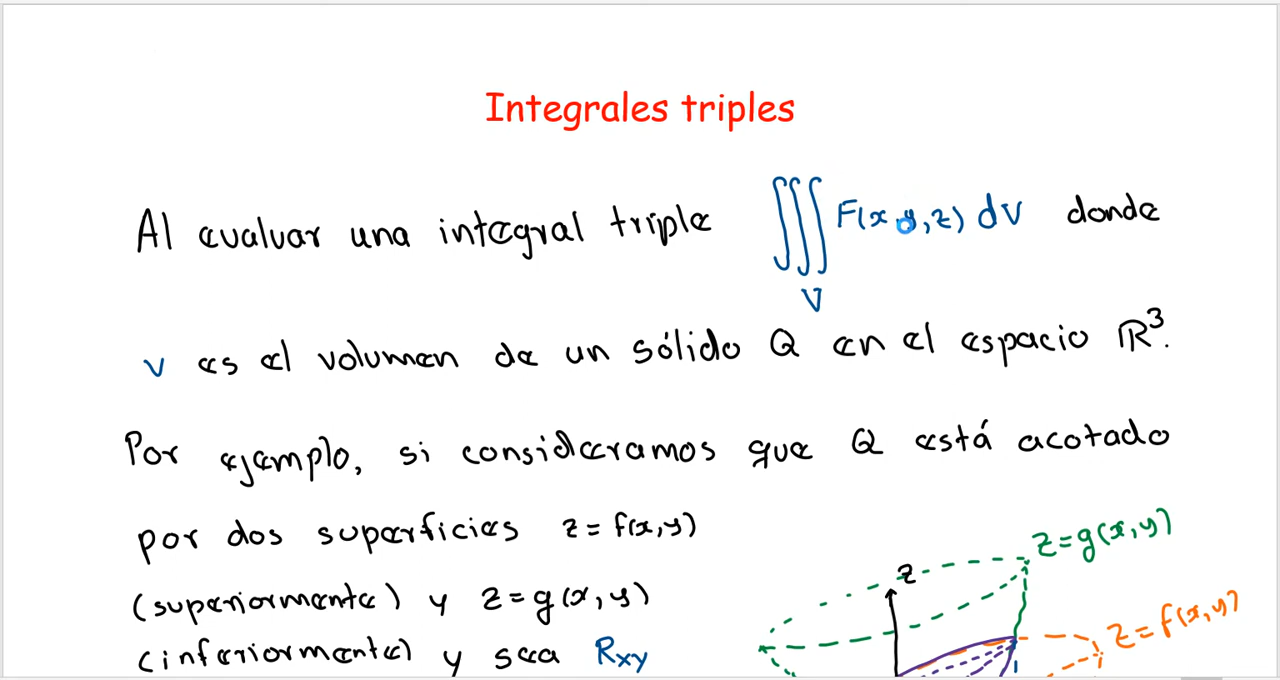 Integrales triples
Al evaluar una integral triple ∭ F(x,y,z) dV donde
V
V es el volumen de un sólido Q en el espacio ℝ³.
Por ejemplo, si consideramos que Q está acotado
por dos superficies z = f(x,y)
z = g(x,y)
z
(superiormente) y z = g(x,y)
z = f(x,y)
(inferiormente) y sea Rxy